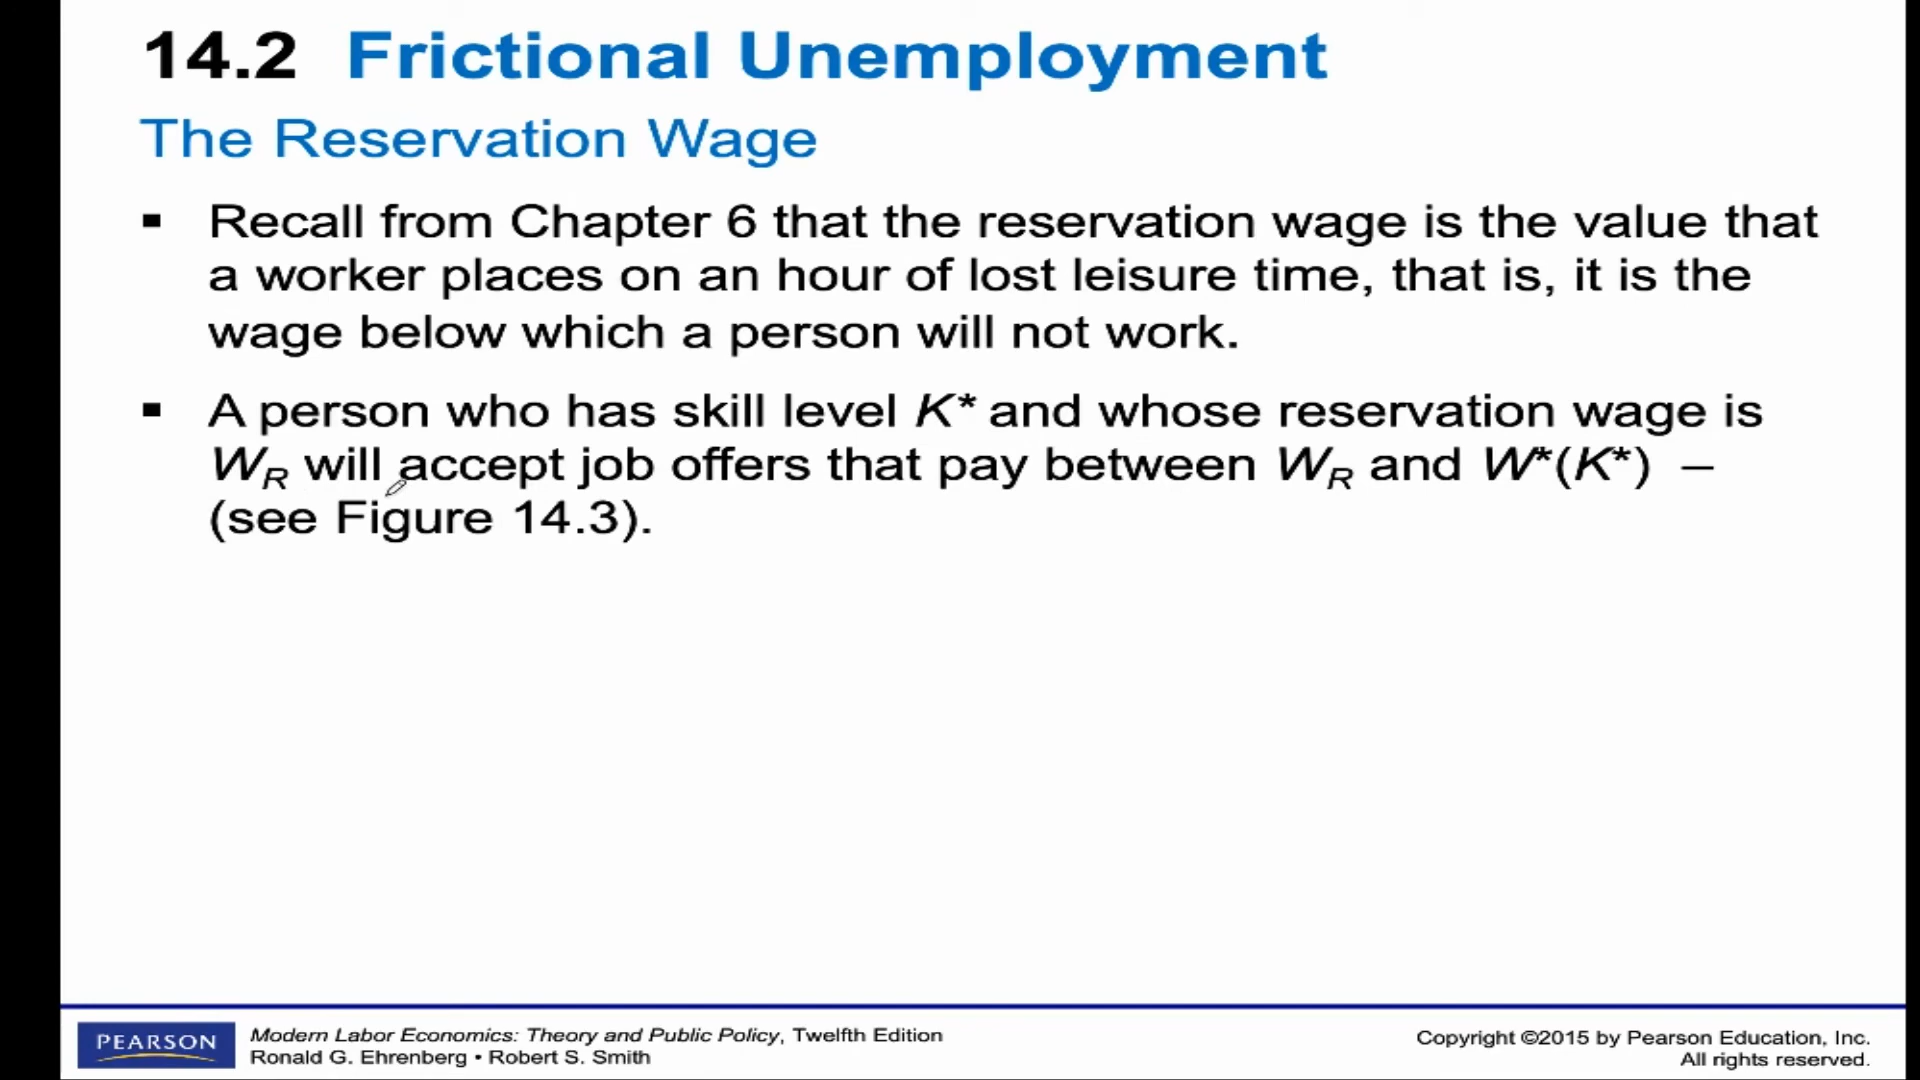 14.2 Frictional Unemployment
The Reservation Wage
▪ Recall from Chapter 6 that the reservation wage is the value that
a worker places on an hour of lost leisure time, that is, it is the
wage below which a person will not work.
▪ A person who has skill level K* and whose reservation wage is
W_R will accept job offers that pay between W_R and W*(K*) –
(see Figure 14.3).
PEARSON
Modern Labor Economics: Theory and Public Policy, Twelfth Edition
Ronald G. Ehrenberg • Robert S. Smith
Copyright ©2015 by Pearson Education, Inc.
All rights reserved.